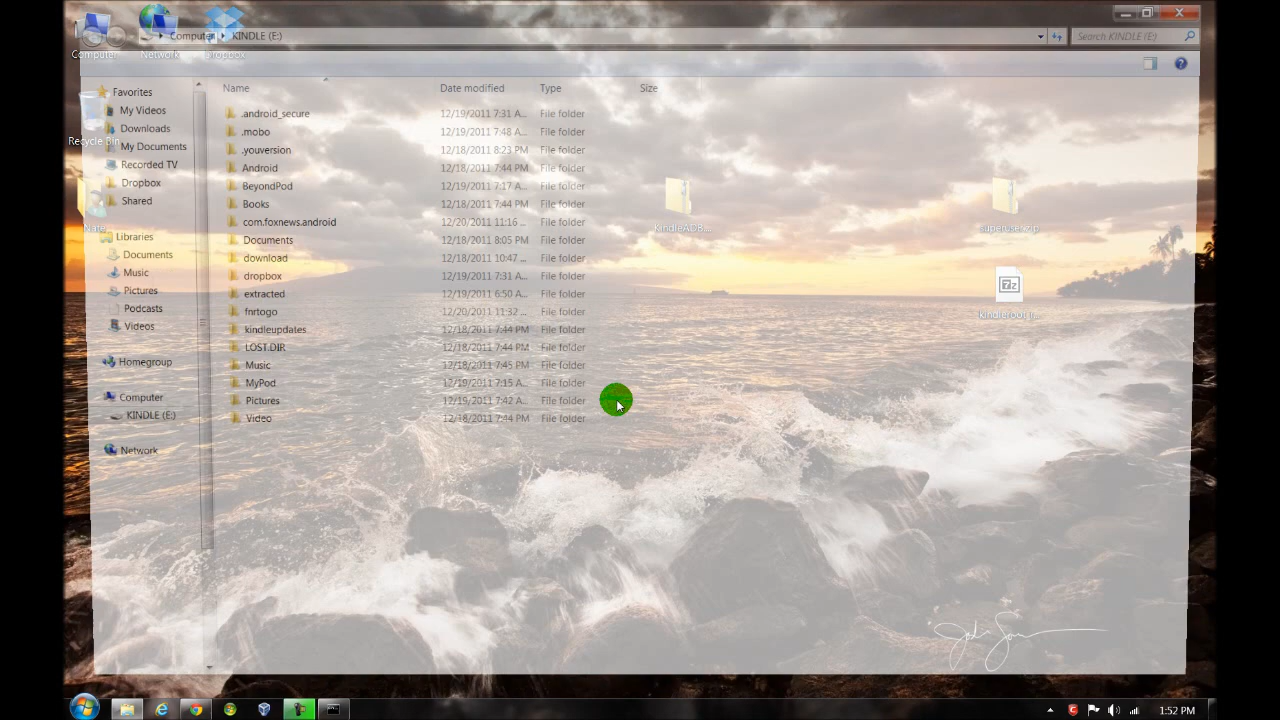 Computer
Network
Dropbox
Recycle Bin
Nate
Computer ▸ KINDLE (E:)
Search KINDLE (E:)
Name Date modified Type Size
Favorites
My Videos
Downloads
My Documents
Recorded TV
Dropbox
Shared
Libraries
Documents
Music
Pictures
Podcasts
Videos
Homegroup
Computer
KINDLE (E:)
Network
.android_secure 12/19/2011 7:31 A... File folder
.mobo 12/19/2011 7:48 A... File folder
.youversion 12/18/2011 8:23 PM File folder
Android 12/18/2011 7:44 PM File folder
BeyondPod 12/19/2011 7:17 A... File folder
Books 12/18/2011 7:44 PM File folder
com.foxnews.android 12/20/2011 11:16 ... File folder
Documents 12/18/2011 8:05 PM File folder
download 12/18/2011 10:47 ... File folder
dropbox 12/19/2011 7:31 A... File folder
extracted 12/19/2011 6:50 A... File folder
fnrtogo 12/20/2011 11:32 ... File folder
kindleupdates 12/18/2011 7:44 PM File folder
LOST.DIR 12/18/2011 7:44 PM File folder
Music 12/18/2011 7:45 PM File folder
MyPod 12/19/2011 7:15 A... File folder
Pictures 12/19/2011 7:42 A... File folder
Video 12/18/2011 7:44 PM File folder
KindleADB...
superuser.zip
7z
1:52 PM